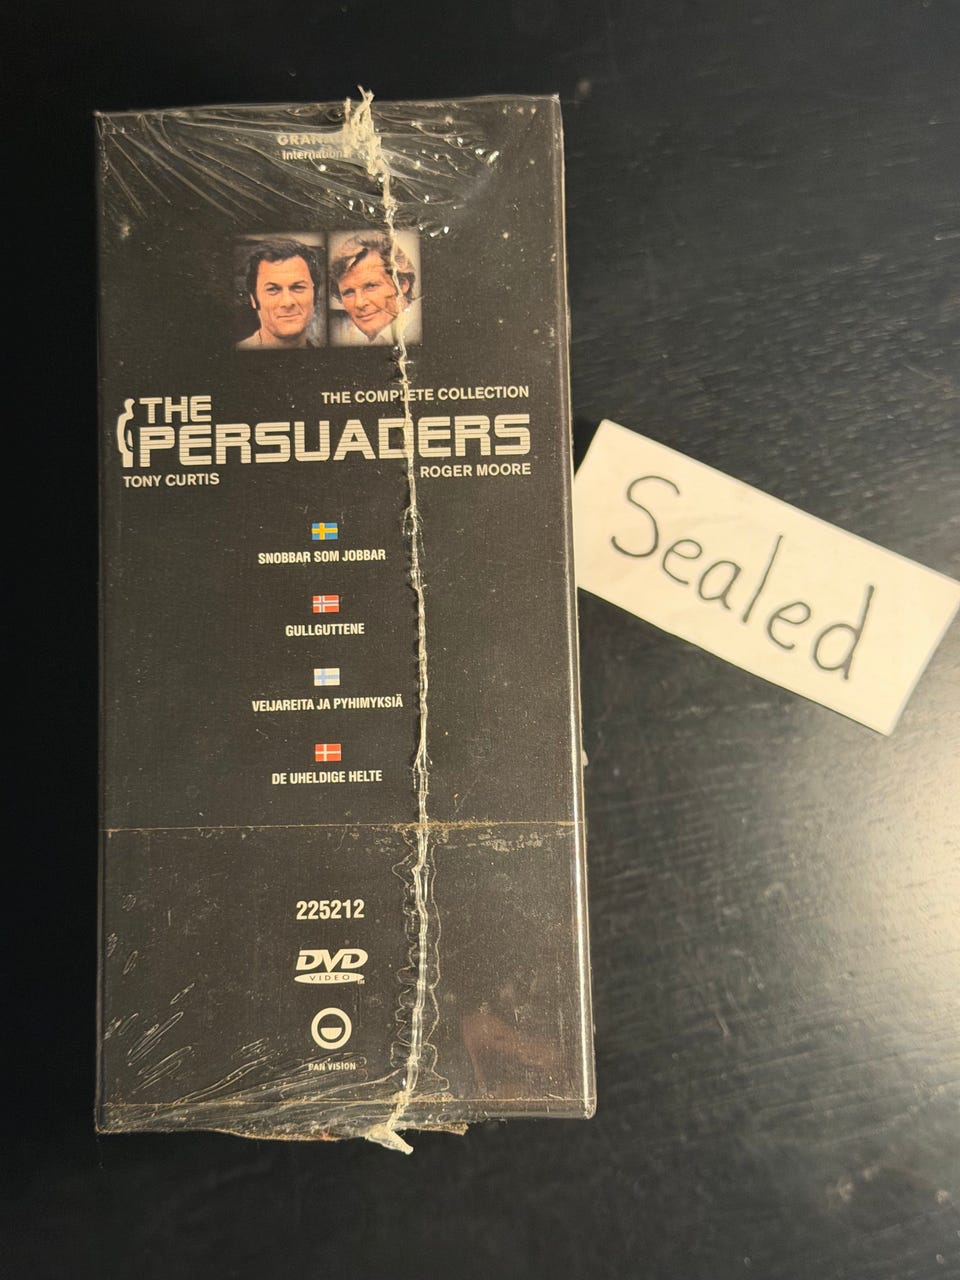 International
THE COMPLETE COLLECTION
THE
PERSUADERS
TONY CURTIS
ROGER MOORE
SNOBBAR SOM JOBBAR
GULLGUTTENE
VEIJAREITA JA PYHIMYKSIÄ
DE UHELDIGE HELTE
225212
DVD
VIDEO
PAN VISION
Sealed